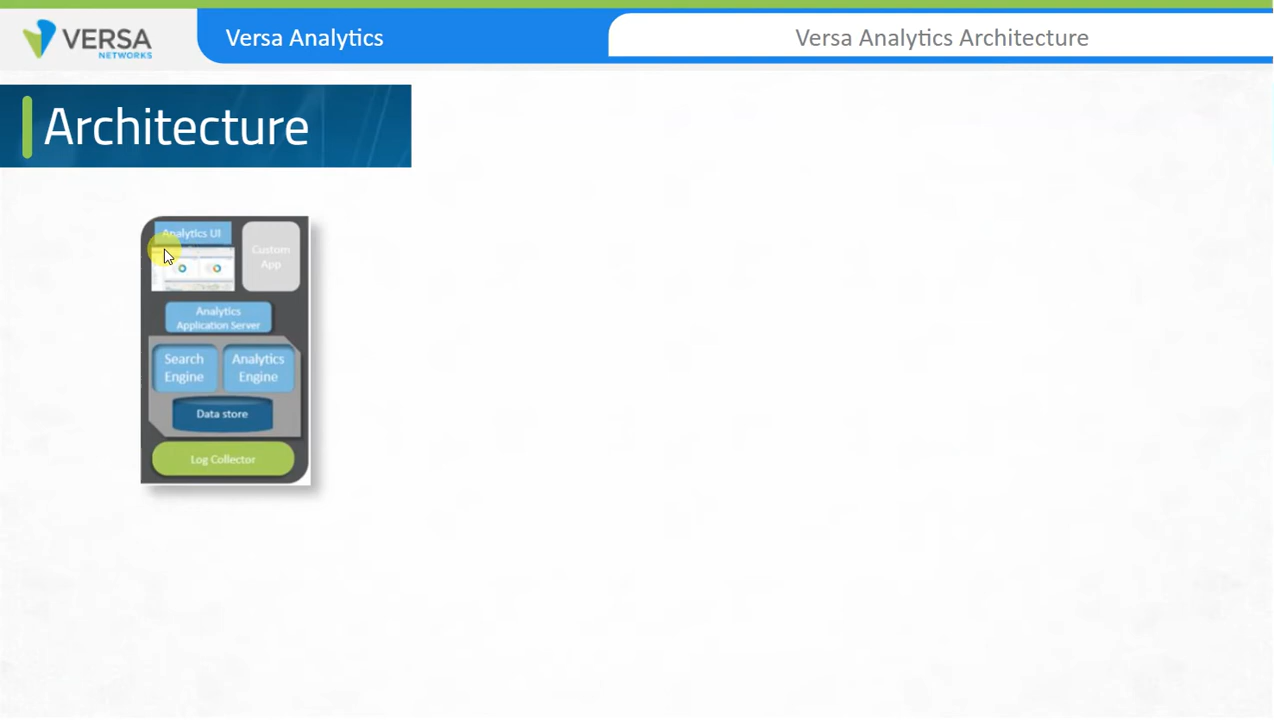 VERSA
NETWORKS
Versa Analytics
Versa Analytics Architecture
Architecture
Analytics UI
Custom
App
Analytics
Application Server
Search
Engine
Analytics
Engine
Data store
Log Collector